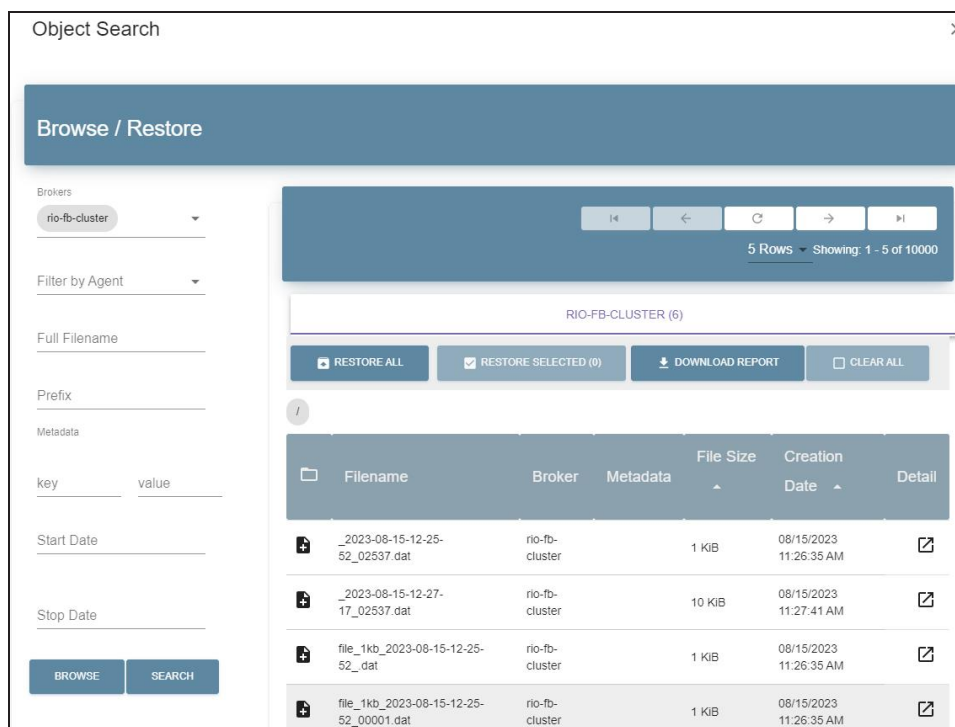 Object Search
Browse / Restore
Brokers
rio-fb-cluster
Filter by Agent
Full Filename
Prefix
Metadata
key value
Start Date
Stop Date
BROWSE SEARCH
5 Rows Showing: 1 - 5 of 10000
RIO-FB-CLUSTER (6)
RESTORE ALL RESTORE SELECTED (0) DOWNLOAD REPORT CLEAR ALL
/
Filename Broker Metadata File Size Creation Date Detail
_2023-08-15-12-25-
52_02537.dat
rio-fb-
cluster
1 KiB
08/15/2023
11:26:35 AM
_2023-08-15-12-27-
17_02537.dat
rio-fb-
cluster
10 KiB
08/15/2023
11:27:41 AM
file_1kb_2023-08-15-12-25-
52_.dat
rio-fb-
cluster
1 KiB
08/15/2023
11:26:35 AM
file_1kb_2023-08-15-12-25-
52_00001.dat
rio-fb-
cluster
1 KiB
08/15/2023
11:26:35 AM